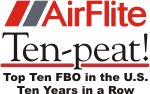 AirFlite
Ten-peat!
Top Ten FBO in the U.S.
Ten Years in a Row